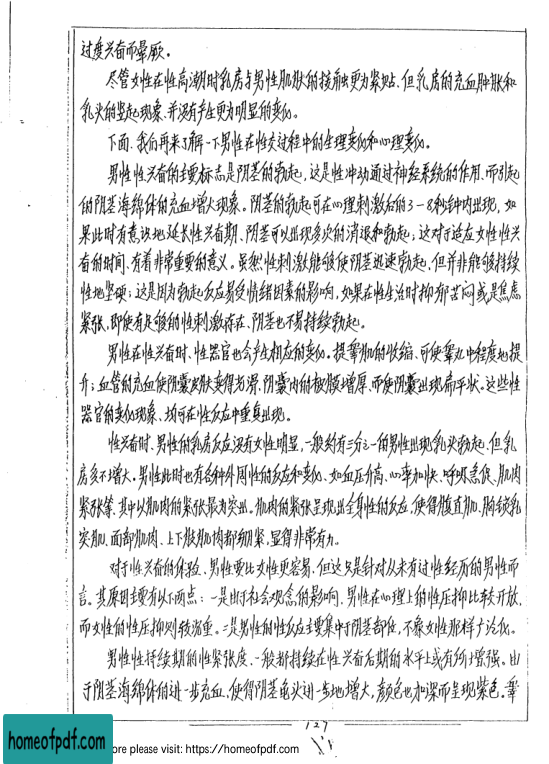 过度兴奋而晕厥。
尽管女性在性高潮时乳房与男性肌肤的接触更为紧贴,但乳房的充血肿胀和
乳头的竖起现象、并没有产生更为明显的变化。
下面、我们再来了解一下男性在性交过程中的生理变化和心理变化。
男性性兴奋的主要标志是阴茎的勃起,这是性冲动通过神经系统的作用、而引起
的阴茎海绵体的充血增大现象。阴茎的勃起可在心理刺激后的3-8秒钟内出现,如
果此时有意识地延长性兴奋期、阴茎可以出现多次的消退和勃起;这对于适应女性性兴
奋的时间、有着非常重要的意义。虽然性刺激能够使阴茎迅速勃起,但并非能够持续
性地坚硬;这是因为勃起反应易受情绪因素的影响,如果在性生活时抑郁苦闷或是焦虑
紧张,即使有足够的性刺激存在、阴茎也不易持续勃起。
男性在性兴奋时、性器官也会产生相应的变化。提睾肌的收缩、可使睾丸中程度地提
升;血管的充血使阴囊皮肤变得光滑、阴囊内的被膜增厚、而使阴囊出现扁平状。这些性
器官的变化现象、均可在性反应中重复出现。
性兴奋时、男性的乳房反应没有女性明显,一般约有三分之一的男性出现乳头勃起、但乳
房多不增大。男性此时也有各种外围性的反应和变化、如血压升高、心率加快、呼吸急促、肌肉
紧张等、其中以肌肉的紧张最为突出。肌肉的紧张呈现出全身性的反应,使得腹直肌、胸锁乳
突肌、面部肌肉、上下肢肌肉都绷紧,显得非常有力。
对于性兴奋的体验、男性要比女性更容易、但这只是针对从未有过性经历的男性而
言。其原因主要有以下两点:一是出于社会观念的影响、男性在心理上的性压抑比较开放,
而女性的性压抑则较沉重。二是男性的性反应主要集中于阴茎部位,不象女性那样广泛化。
男性性持续期的性紧张度、一般都持续在性兴奋后期的水平上或有所增强。由
于阴茎海绵体的进一步充血、使得阴茎龟头进一步地增大,颜色也加深而呈现紫色。睾
127
homeofpdf.com
ore please visit: https://homeofpdf.com